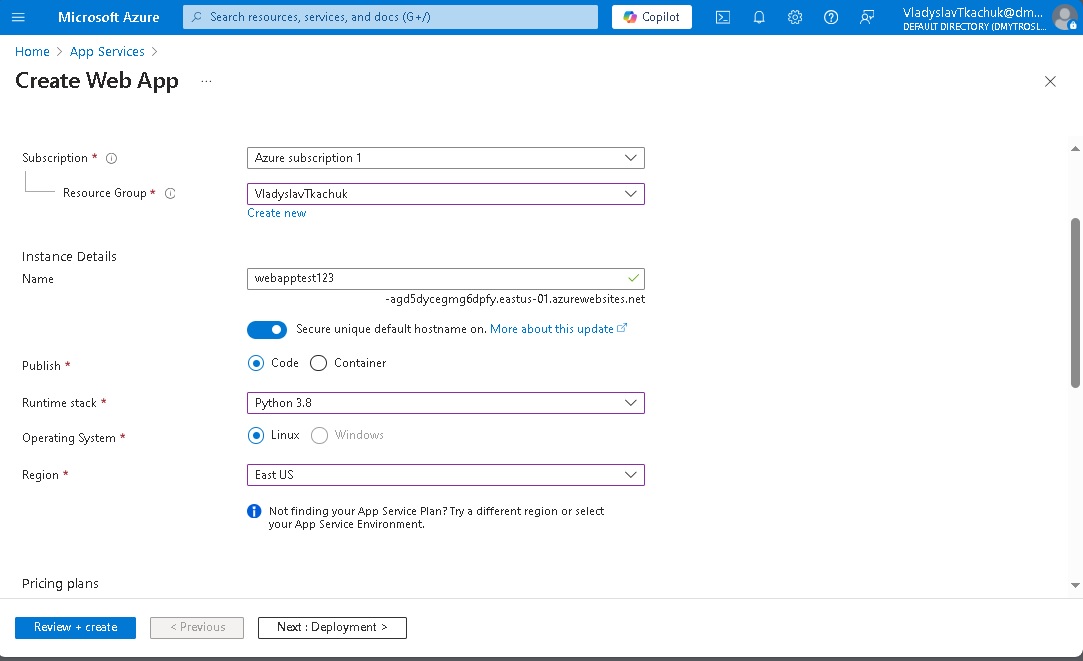 Microsoft Azure
Search resources, services, and docs (G+/)
Copilot
VladyslavTkachuk@dm...
DEFAULT DIRECTORY (DMYTROSL...
Home > App Services >
Create Web App ...
Subscription *
Azure subscription 1
Resource Group *
VladyslavTkachuk
Create new
Instance Details
Name
webapptest123
-agd5dycegmg6dpfy.eastus-01.azurewebsites.net
Secure unique default hostname on. More about this update
Publish *
Code
Container
Runtime stack *
Python 3.8
Operating System *
Linux
Windows
Region *
East US
Not finding your App Service Plan? Try a different region or select
your App Service Environment.
Pricing plans
Review + create
< Previous
Next : Deployment >